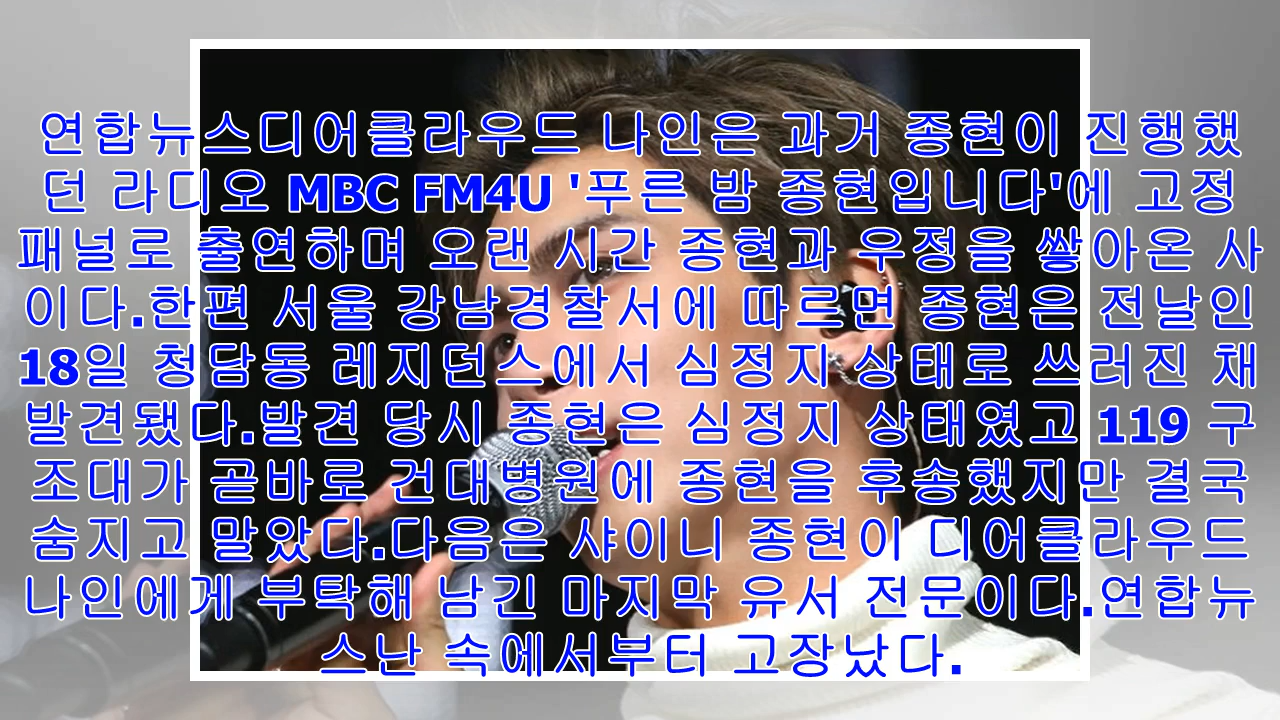 연합뉴스디어클라우드 나인은 과거 종현이 진행했
던 라디오 MBC FM4U '푸른 밤 종현입니다'에 고정
패널로 출연하며 오랜 시간 종현과 우정을 쌓아온 사
이다.한편 서울 강남경찰서에 따르면 종현은 전날인
18일 청담동 레지던스에서 심정지 상태로 쓰러진 채
발견됐다.발견 당시 종현은 심정지 상태였고 119 구
조대가 곧바로 건대병원에 종현을 후송했지만 결국
숨지고 말았다.다음은 샤이니 종현이 디어클라우드
나인에게 부탁해 남긴 마지막 유서 전문이다.연합뉴
스난 속에서부터 고장났다.